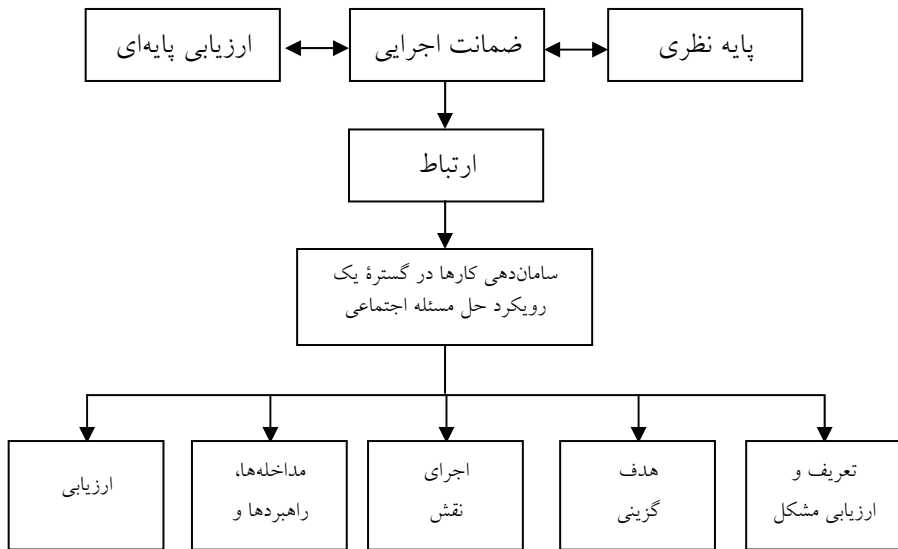 پایه نظری
ضمانت اجرایی
ارزیابی پایه‌ای
ارتباط
سامان‌دهی کارها در گسترهٔ یک
رویکرد حل مسئله اجتماعی
تعریف و
ارزیابی مشکل
هدف
گزینی
اجرای
نقش
مداخله‌ها،
راهبردها و
ارزیابی